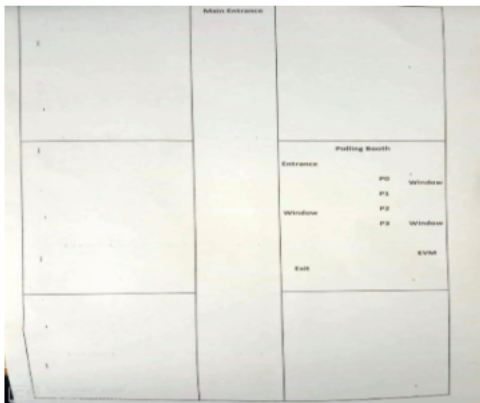 Main Entrance
Polling Booth
Entrance
P0 Window
P1
P2
Window
P3 Window
EVM
Exit